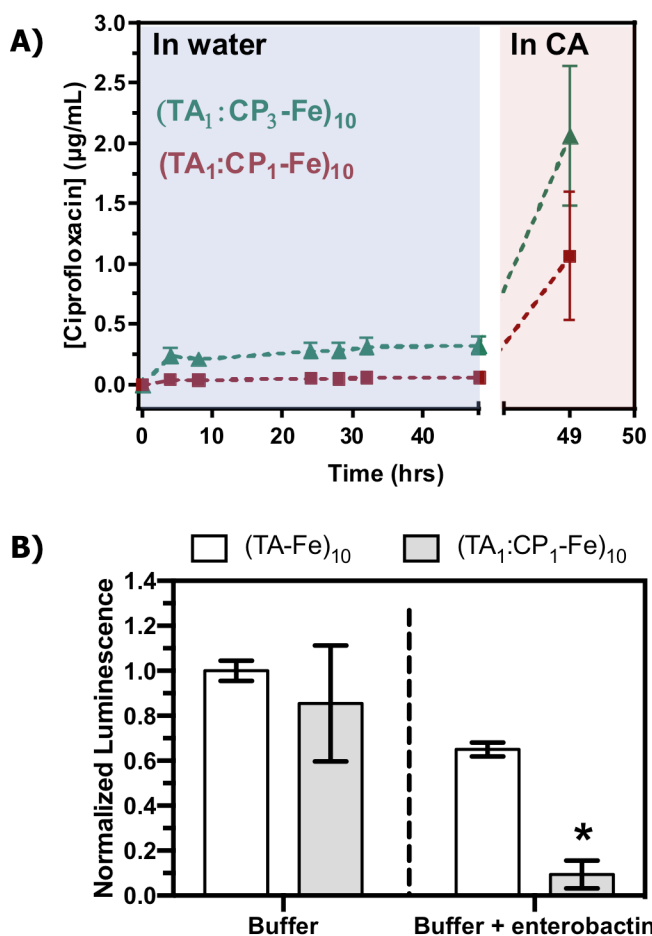 A)
In water
In CA
(TA₁:CP₃-Fe)₁₀
(TA₁:CP₁-Fe)₁₀
[Ciprofloxacin] (µg/mL)
3.0
2.5
2.0
1.5
1.0
0.5
0.0
0 10 20 30 40 49 50
Time (hrs)
B)
(TA-Fe)₁₀ (TA₁:CP₁-Fe)₁₀
Normalized Luminescence
1.4
1.2
1.0
0.8
0.6
0.4
0.2
0.0
*
Buffer Buffer + enterobactin